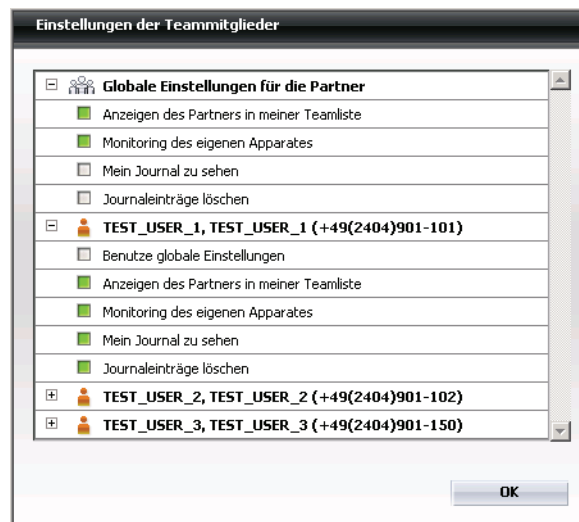 Einstellungen der Teammitglieder
Globale Einstellungen für die Partner
Anzeigen des Partners in meiner Teamliste
Monitoring des eigenen Apparates
Mein Journal zu sehen
Journaleinträge löschen
TEST_USER_1, TEST_USER_1 (+49(2404)901-101)
Benutze globale Einstellungen
Anzeigen des Partners in meiner Teamliste
Monitoring des eigenen Apparates
Mein Journal zu sehen
Journaleinträge löschen
TEST_USER_2, TEST_USER_2 (+49(2404)901-102)
TEST_USER_3, TEST_USER_3 (+49(2404)901-150)
OK